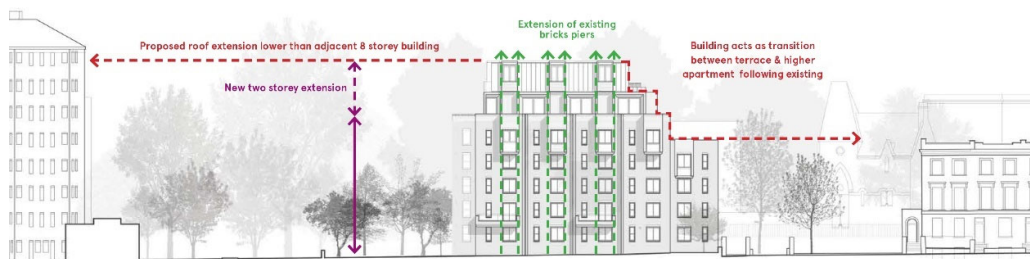 Extension of existing
bricks piers
Proposed roof extension lower than adjacent 8 storey building
Building acts as transition
between terrace & higher
apartment following existing
New two storey extension